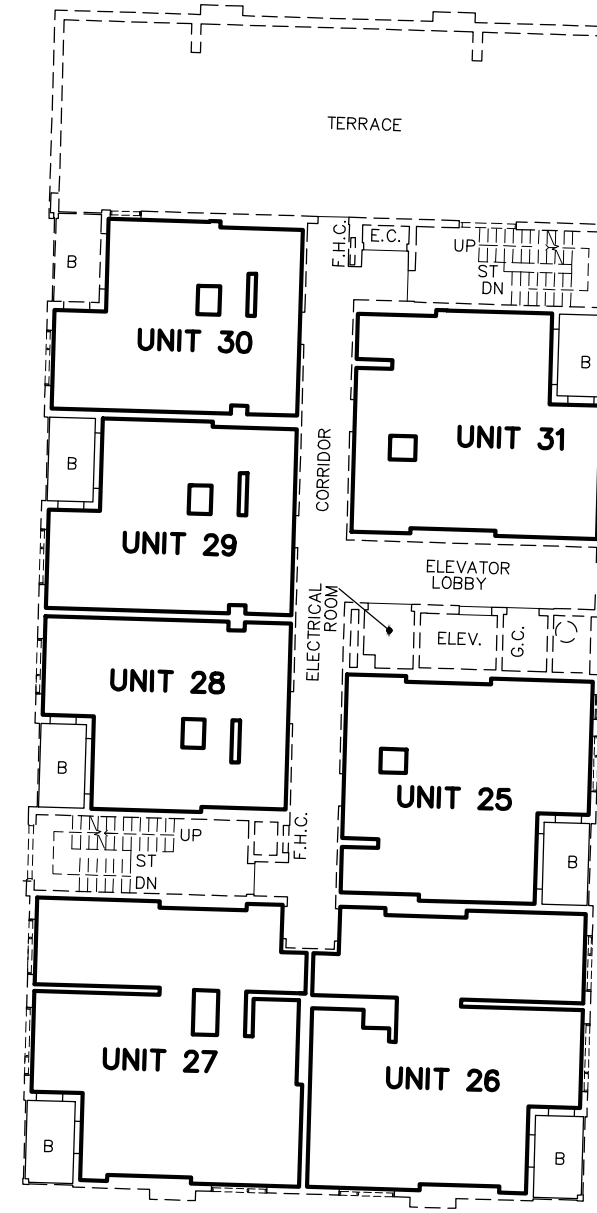 TERRACE
B
F.H.C.
E.C.
UP
ST
DN
UNIT 30
B
UNIT 31
B
CORRIDOR
UNIT 29
ELEVATOR
LOBBY
ELECTRICAL
ROOM
ELEV.
G.C.
UNIT 28
B
UNIT 25
F.H.C.
UP
ST
DN
B
UNIT 27
UNIT 26
B
B